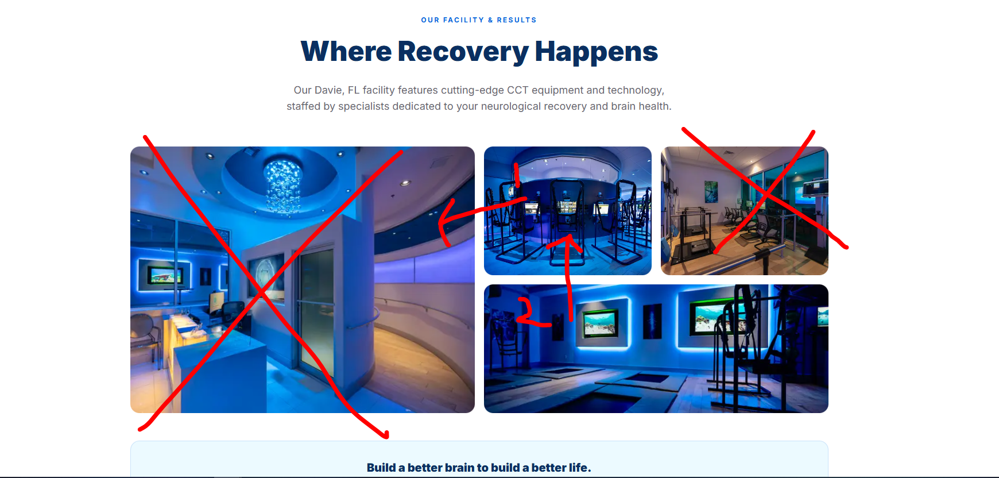 OUR FACILITY & RESULTS
Where Recovery Happens
Our Davie, FL facility features cutting-edge CCT equipment and technology,
staffed by specialists dedicated to your neurological recovery and brain health.
1
2
Build a better brain to build a better life.